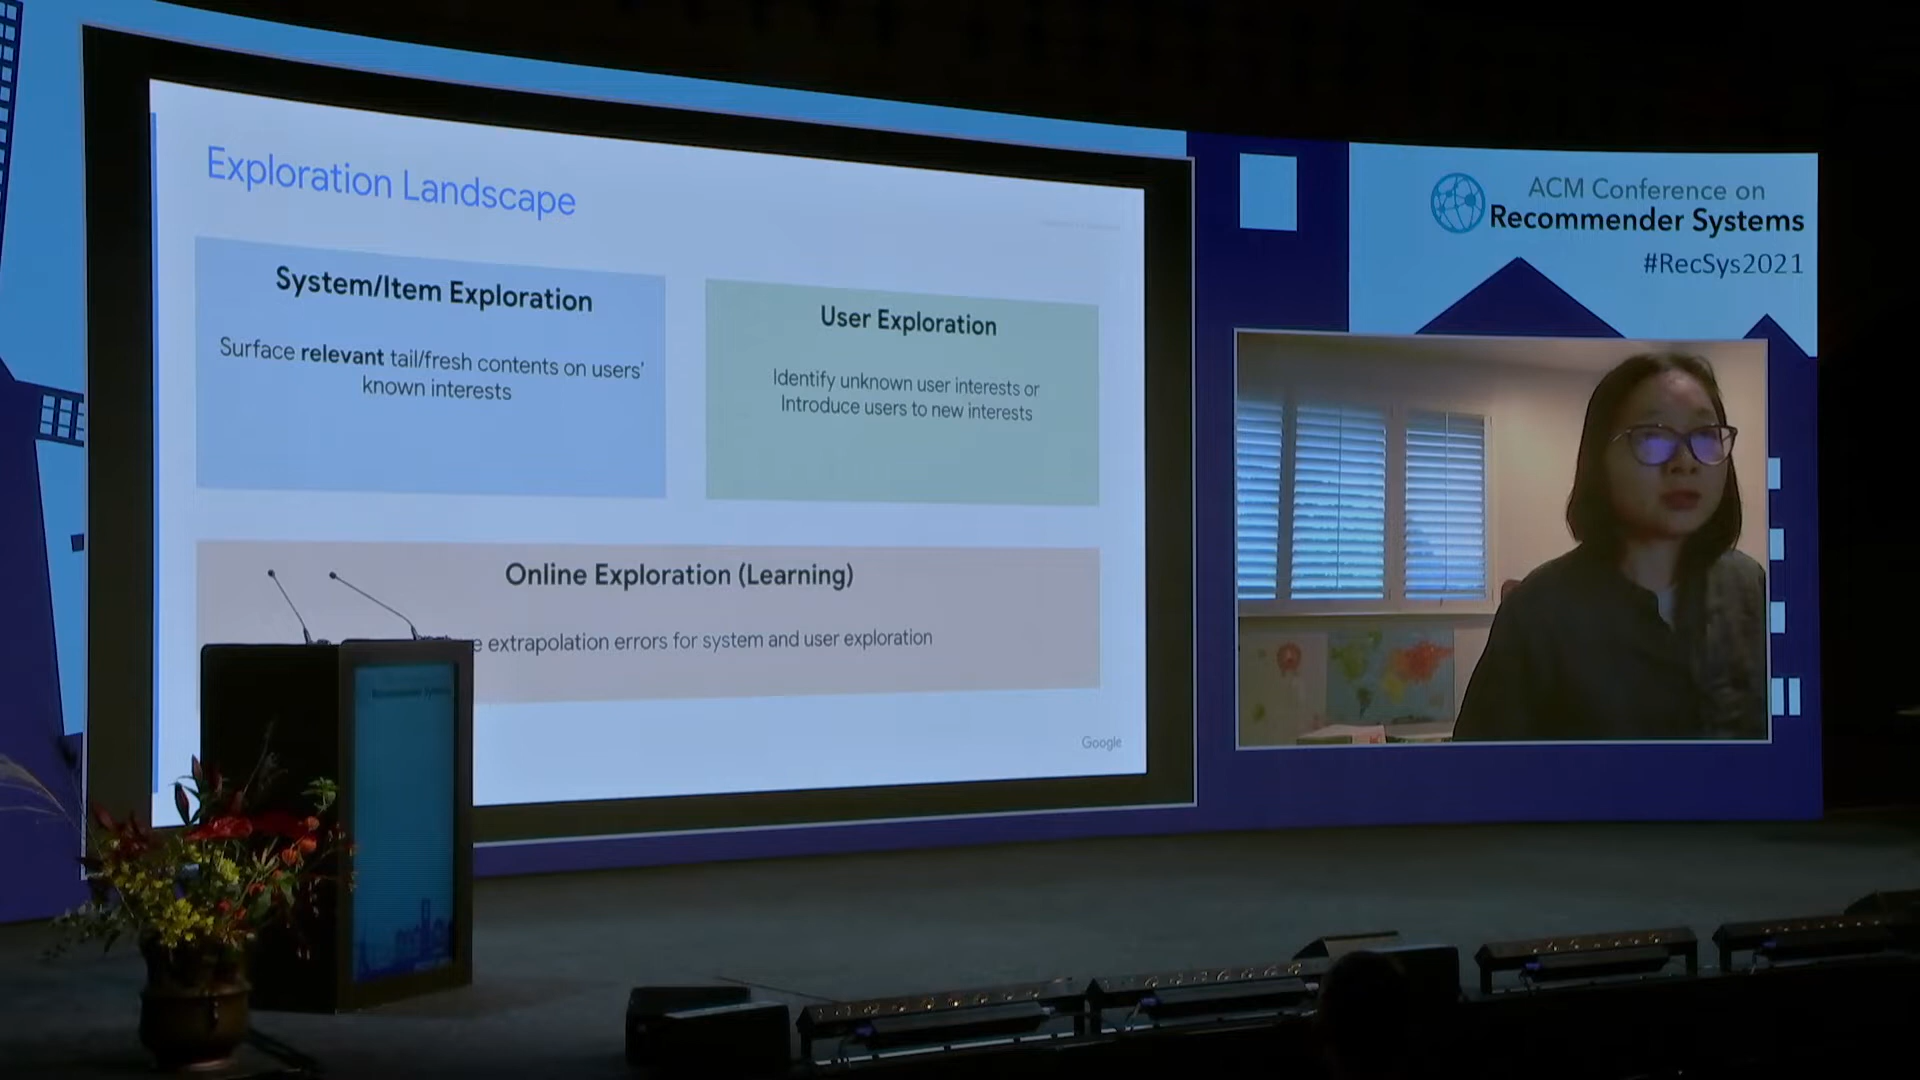 Exploration Landscape
System/Item Exploration
Surface relevant tail/fresh contents on users'
known interests
User Exploration
Identify unknown user interests or
Introduce users to new interests
Online Exploration (Learning)
extrapolation errors for system and user exploration
Google
ACM Conference on
Recommender Systems
#RecSys2021